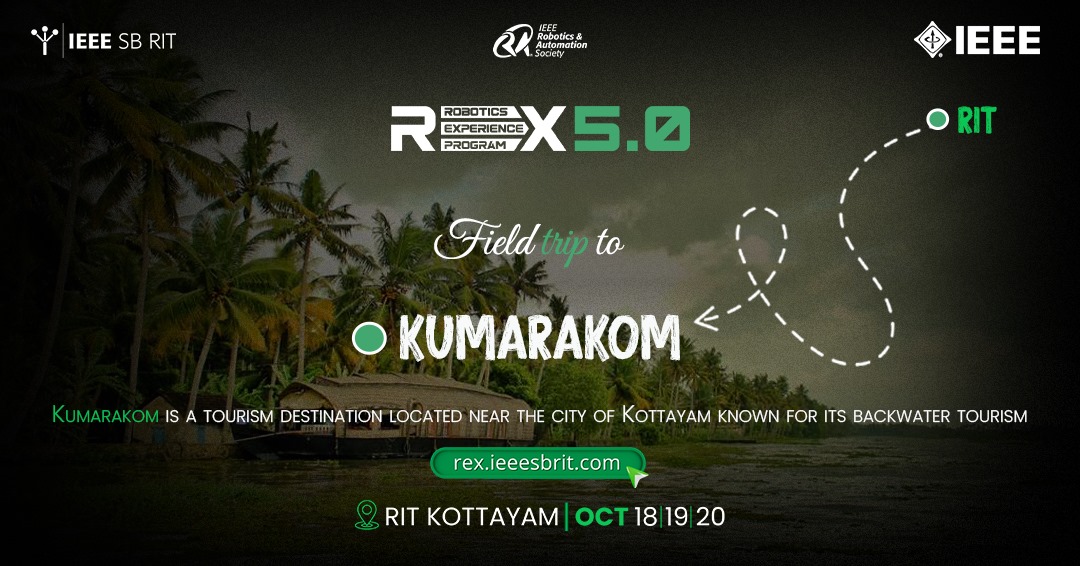 IEEE SB RIT
IEEE
Robotics &
Automation
Society
IEEE
REX 5.0
ROBOTICS
EXPERIENCE
PROGRAM
RIT
Field trip to
KUMARAKOM
Kumarakom is a tourism destination located near the city of Kottayam known for its backwater tourism
rex.ieeesbrit.com
RIT KOTTAYAM | OCT 18|19|20